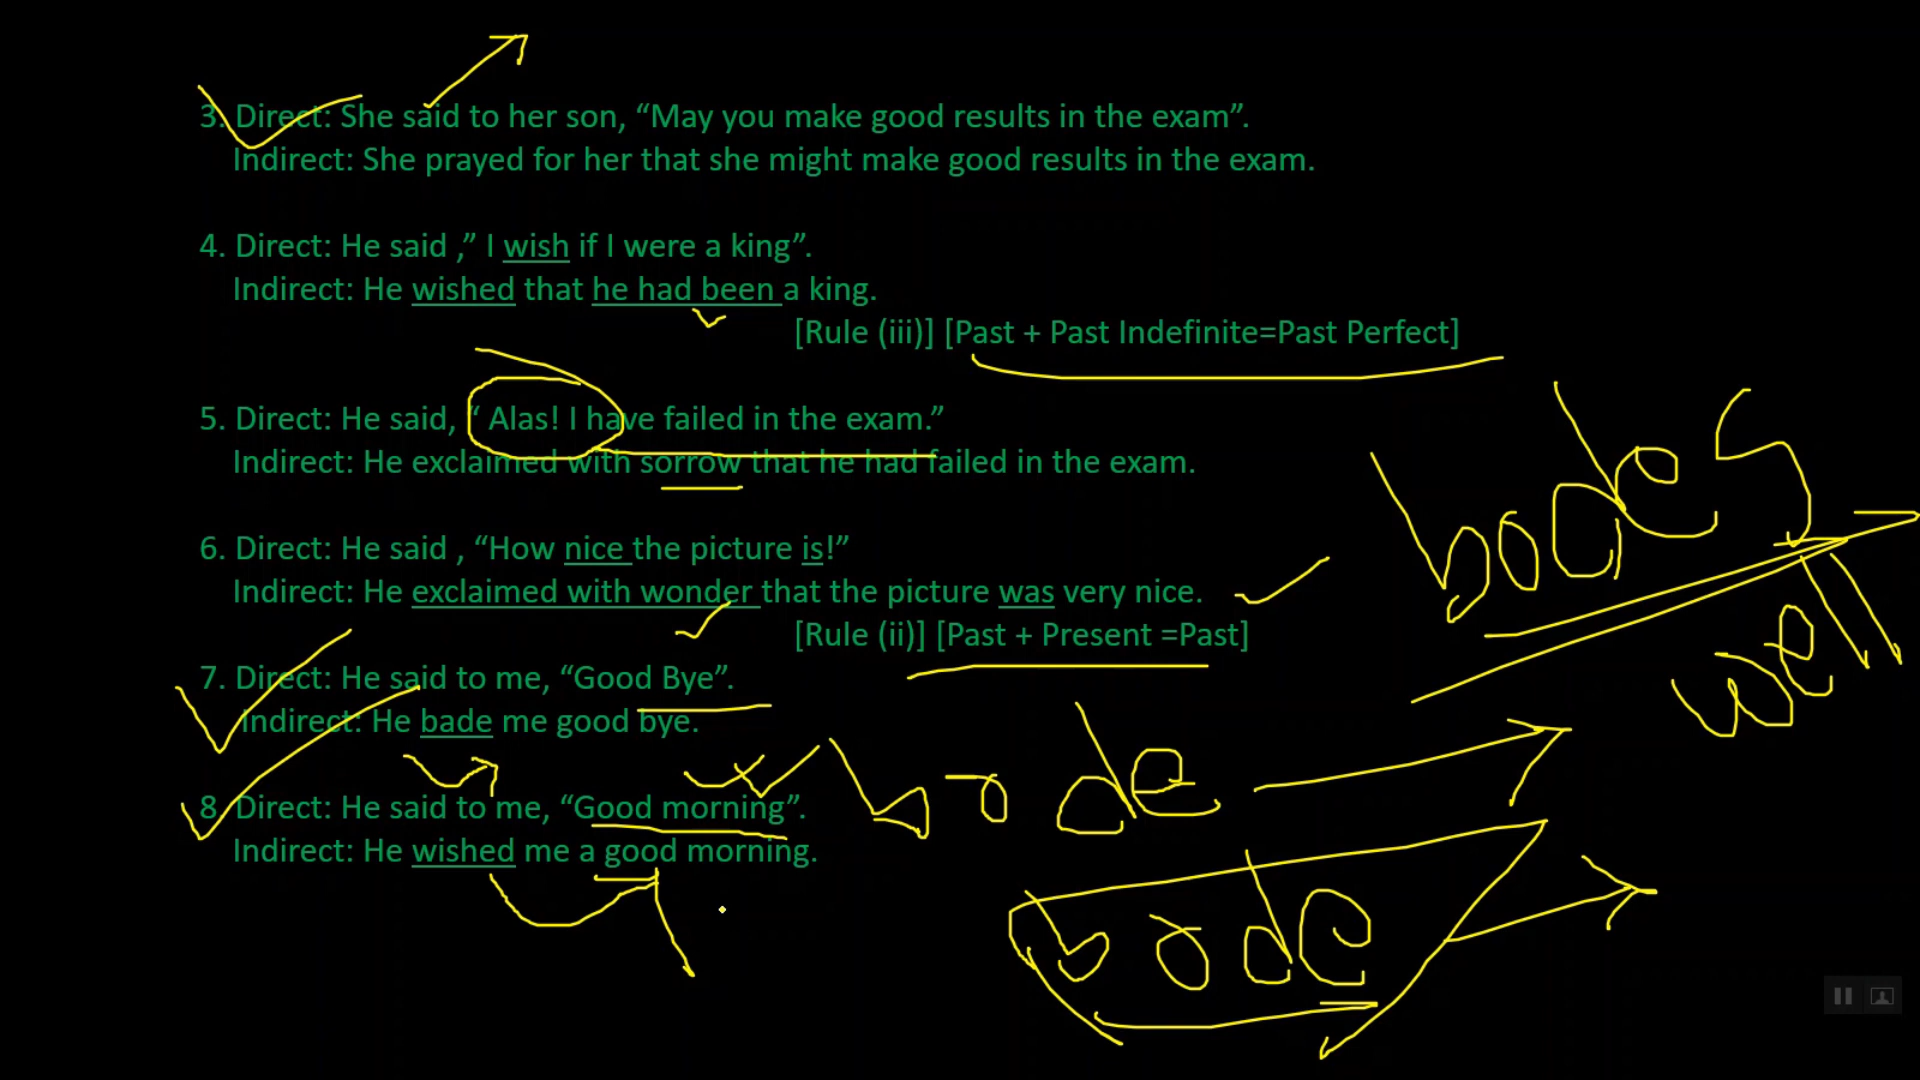 3. Direct: She said to her son, “May you make good results in the exam”.
Indirect: She prayed for her that she might make good results in the exam.
4. Direct: He said ,” I wish if I were a king”.
Indirect: He wished that he had been a king.
[Rule (iii)] [Past + Past Indefinite=Past Perfect]
5. Direct: He said, “ Alas! I have failed in the exam.”
Indirect: He exclaimed with sorrow that he had failed in the exam.
6. Direct: He said , “How nice the picture is!”
Indirect: He exclaimed with wonder that the picture was very nice.
[Rule (ii)] [Past + Present =Past]
7. Direct: He said to me, “Good Bye”.
Indirect: He bade me good bye.
8. Direct: He said to me, “Good morning”.
Indirect: He wished me a good morning.
bodes
well
bode
bode